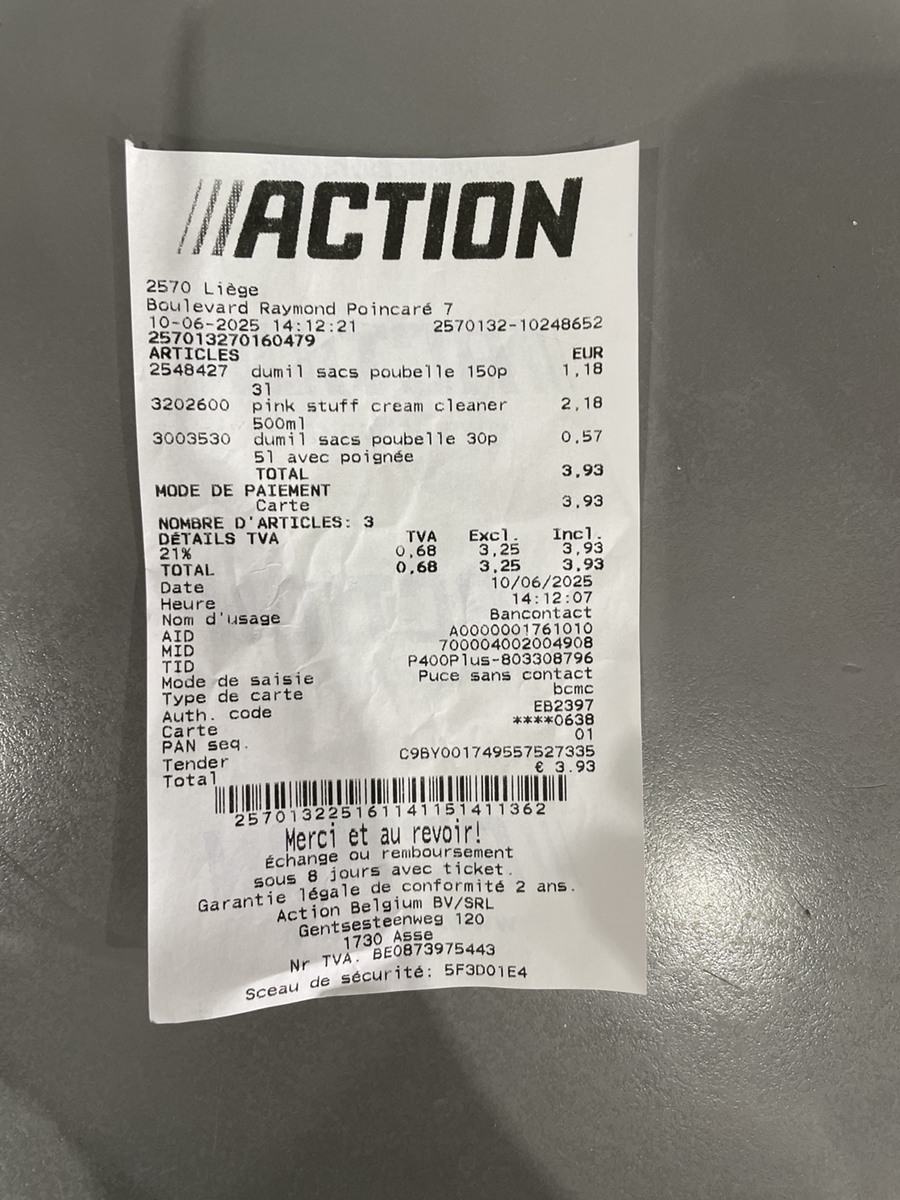 ACTION
2570 Liège
Boulevard Raymond Poincaré 7
10-06-2025 14:12:21 2570132-10248652
257013270160479
ARTICLES EUR
2548427 dumil sacs poubelle 150p 1,18
3l
3202600 pink stuff cream cleaner 2,18
500ml
3003530 dumil sacs poubelle 30p 0,57
5l avec poignée
TOTAL 3,93
MODE DE PAIEMENT
Carte 3,93
NOMBRE D'ARTICLES: 3
DÉTAILS TVA TVA Excl. Incl.
21% 0,68 3,25 3,93
TOTAL 0,68 3,25 3,93
Date 10/06/2025
Heure 14:12:07
Nom d'usage Bancontact
AID A0000001761010
MID 700004002004908
TID P400Plus-803308796
Mode de saisie Puce sans contact
Type de carte bcmc
Auth. code EB2397
Carte ****0638
PAN seq. 01
Tender C9BY001749557527335
Total € 3.93
257013225161141151411362
Merci et au revoir!
échange ou remboursement
sous 8 jours avec ticket.
Garantie légale de conformité 2 ans.
Action Belgium BV/SRL
Gentsesteenweg 120
1730 Asse
Nr TVA. BE0873975443
Sceau de sécurité: 5F3D01E4